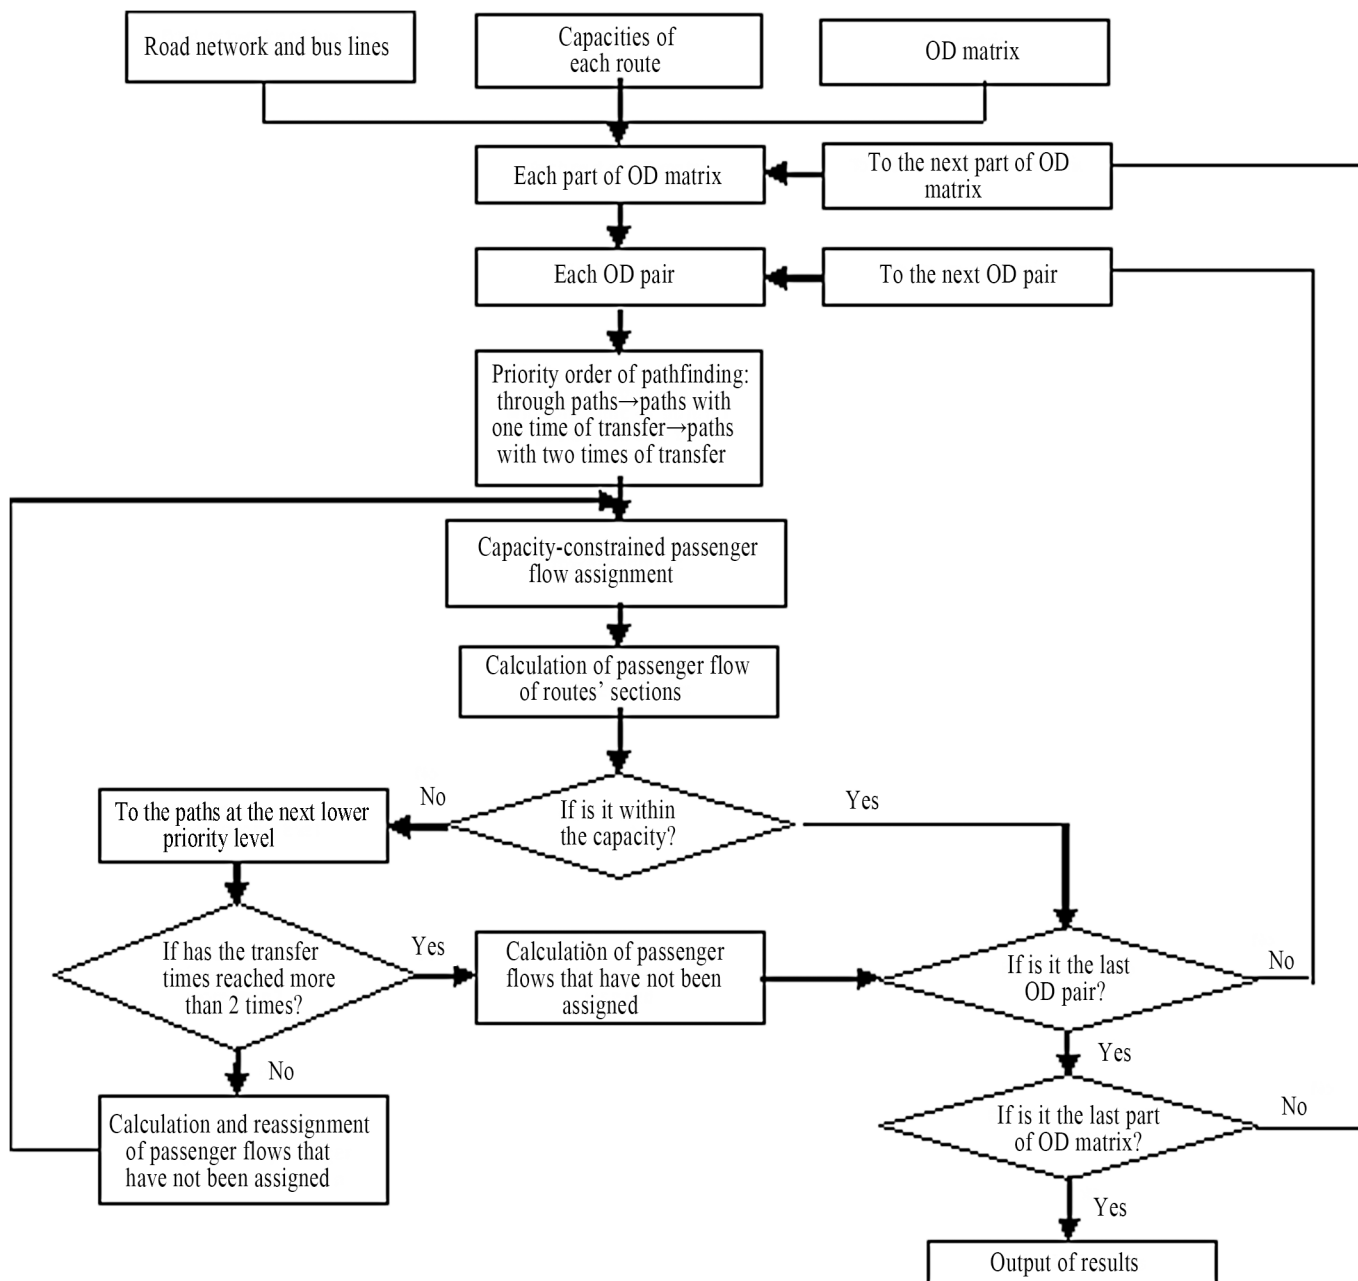 Road network and bus lines
Capacities of
each route
OD matrix
Each part of OD matrix
To the next part of OD
matrix
Each OD pair
To the next OD pair
Priority order of pathfinding:
through paths→paths with
one time of transfer→paths
with two times of transfer
Capacity-constrained passenger
flow assignment
Calculation of passenger flow
of routes’ sections
To the paths at the next lower
priority level
No
If is it within
the capacity?
Yes
If has the transfer
times reached more
than 2 times?
Yes
Calculation of passenger
flows that have not been
assigned
If is it the last
OD pair?
No
Yes
No
Calculation and reassignment
of passenger flows that
have not been assigned
If is it the last part
of OD matrix?
No
Yes
Output of results